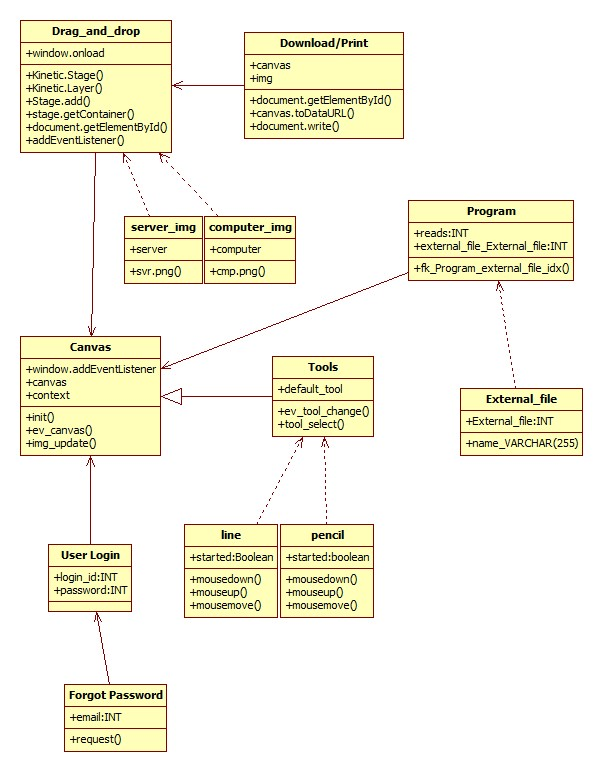 Drag_and_drop
+window.onload
+Kinetic.Stage()
+Kinetic.Layer()
+Stage.add()
+stage.getContainer()
+document.getElementById()
+addEventListener()
Download/Print
+canvas
+img
+document.getElementById()
+canvas.toDataURL()
+document.write()
server_img
+server
+svr.png()
computer_img
+computer
+cmp.png()
Program
+reads:INT
+external_file_External_file:INT
+fk_Program_external_file_idx()
Canvas
+window.addEventListener
+canvas
+context
+init()
+ev_canvas()
+img_update()
Tools
+default_tool
+ev_tool_change()
+tool_select()
External_file
+External_file:INT
+name_VARCHAR(255)
line
+started:Boolean
+mousedown()
+mouseup()
+mousemove()
pencil
+started:boolean
+mousedown()
+mouseup()
+mousemove()
User Login
+login_id:INT
+password:INT
Forgot Password
+email:INT
+request()